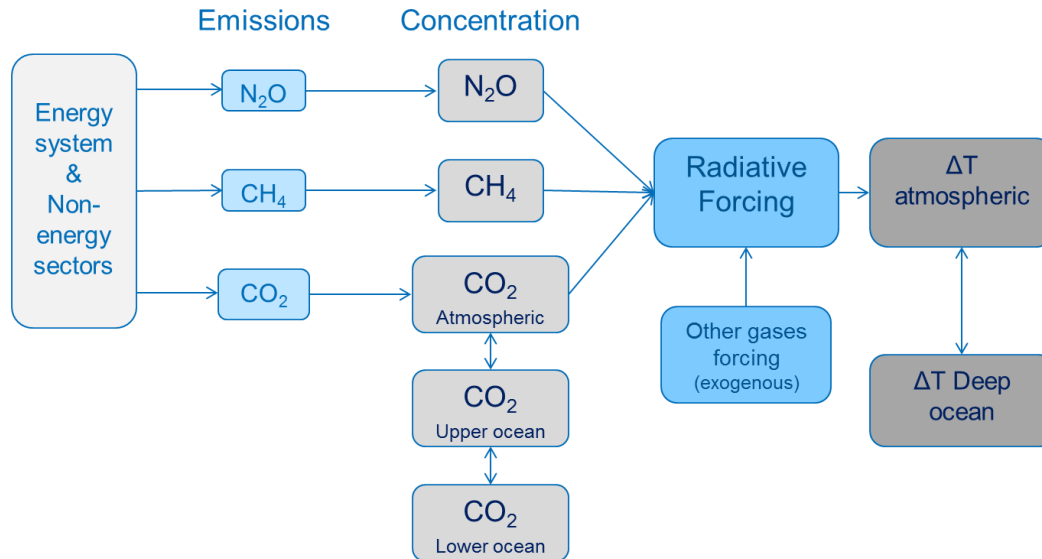 Emissions
Concentration
Energy
system
&
Non-
energy
sectors
N₂O
CH₄
CO₂
N₂O
CH₄
CO₂
Atmospheric
CO₂
Upper ocean
CO₂
Lower ocean
Radiative
Forcing
Other gases
forcing
(exogenous)
ΔT
atmospheric
ΔT Deep
ocean